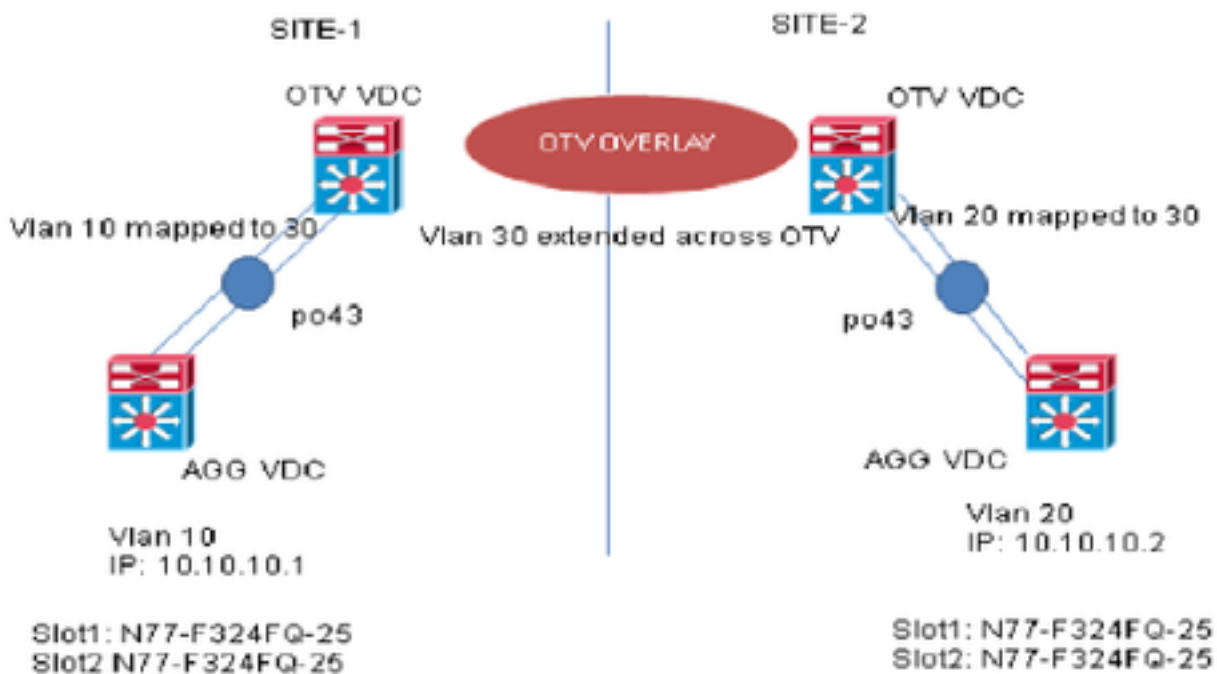 SITE-1
SITE-2
OTV VDC
OTV VDC
OTV OVERLAY
Vlan 10 mapped to 30
Vlan 30 extended across OTV
Vlan 20 mapped to 30
po43
po43
AGG VDC
AGG VDC
Vlan 10
IP: 10.10.10.1
Vlan 20
IP: 10.10.10.2
Slot1: N77-F324FQ-25
Slot2 N77-F324FQ-25
Slot1: N77-F324FQ-25
Slot2: N77-F324FQ-25